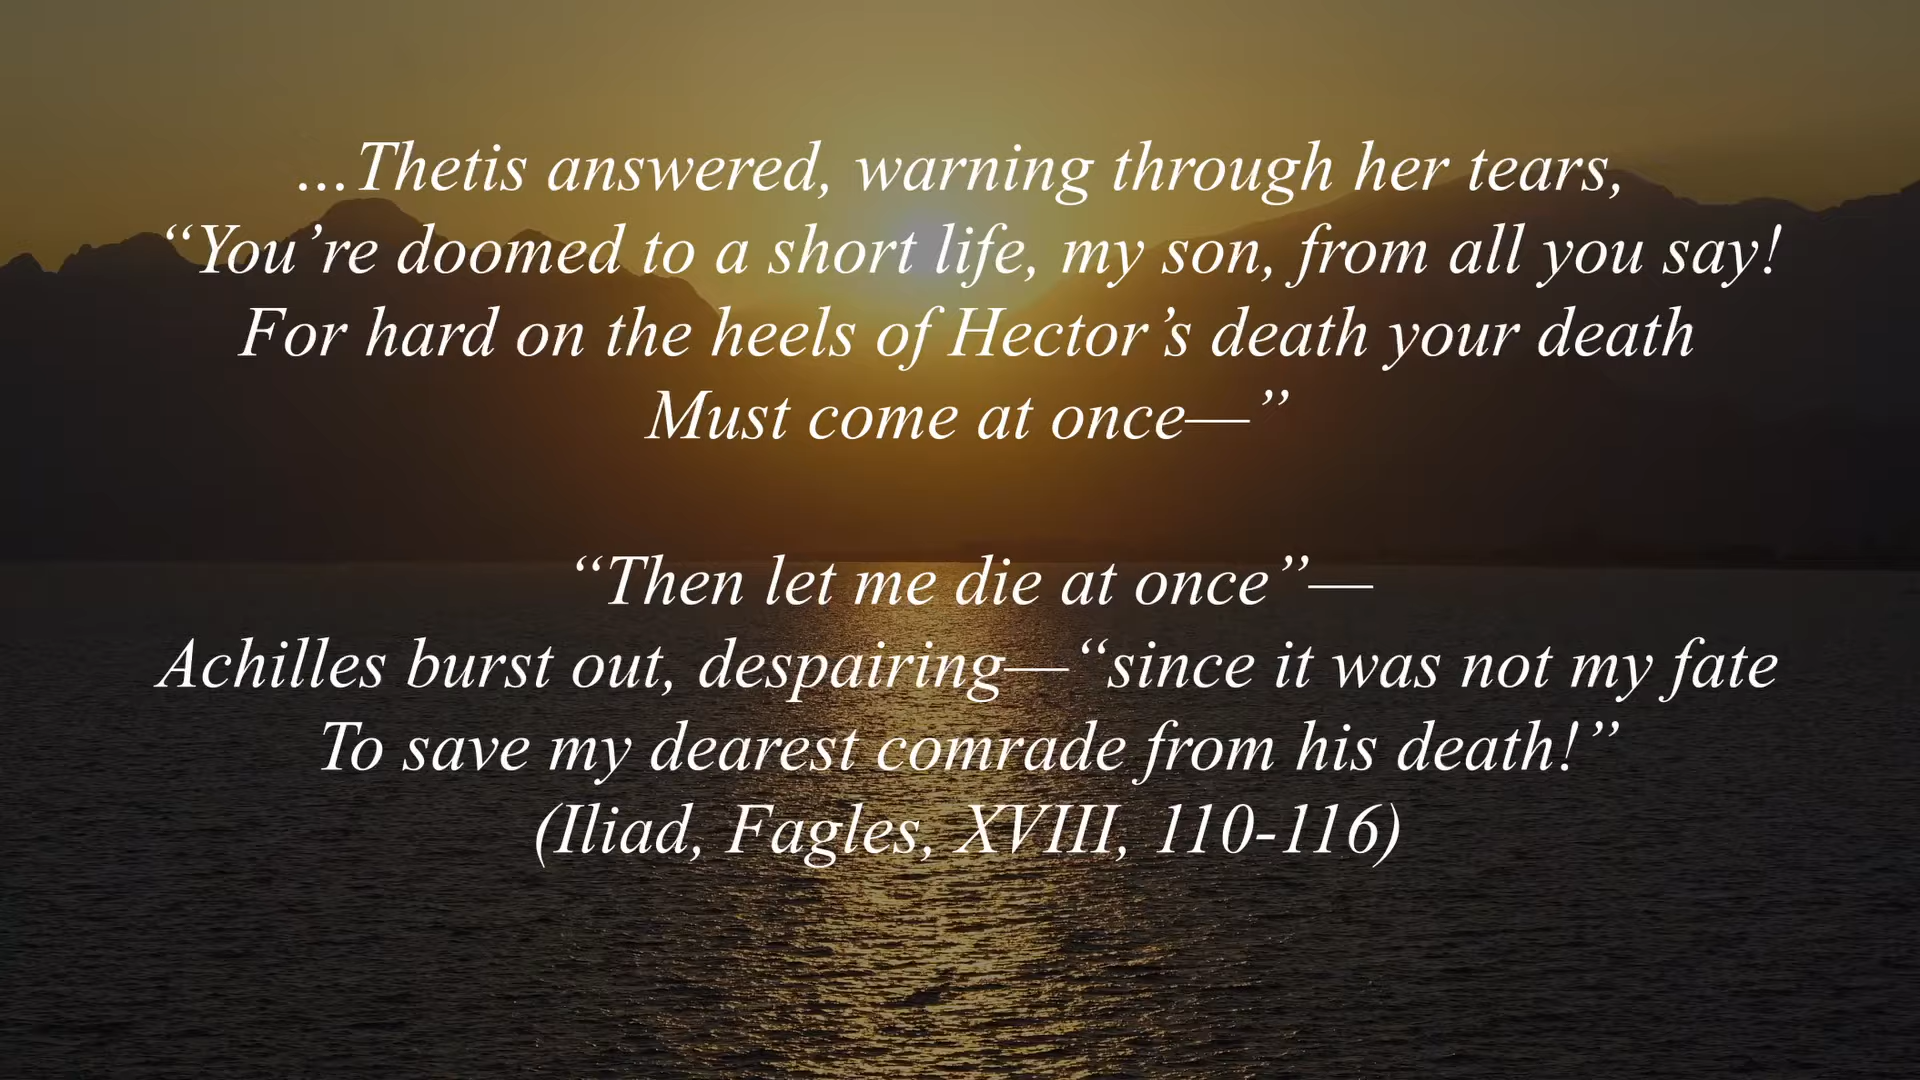 ...Thetis answered, warning through her tears,
“You’re doomed to a short life, my son, from all you say!
For hard on the heels of Hector’s death your death
Must come at once—”
“Then let me die at once”—
Achilles burst out, despairing—“since it was not my fate
To save my dearest comrade from his death!”
(Iliad, Fagles, XVIII, 110-116)